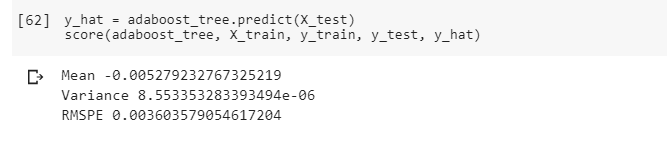 [62] y_hat = adaboost_tree.predict(X_test)
score(adaboost_tree, X_train, y_train, y_test, y_hat)
Mean -0.005279232767325219
Variance 8.553353283393494e-06
RMSPE 0.003603579054617204